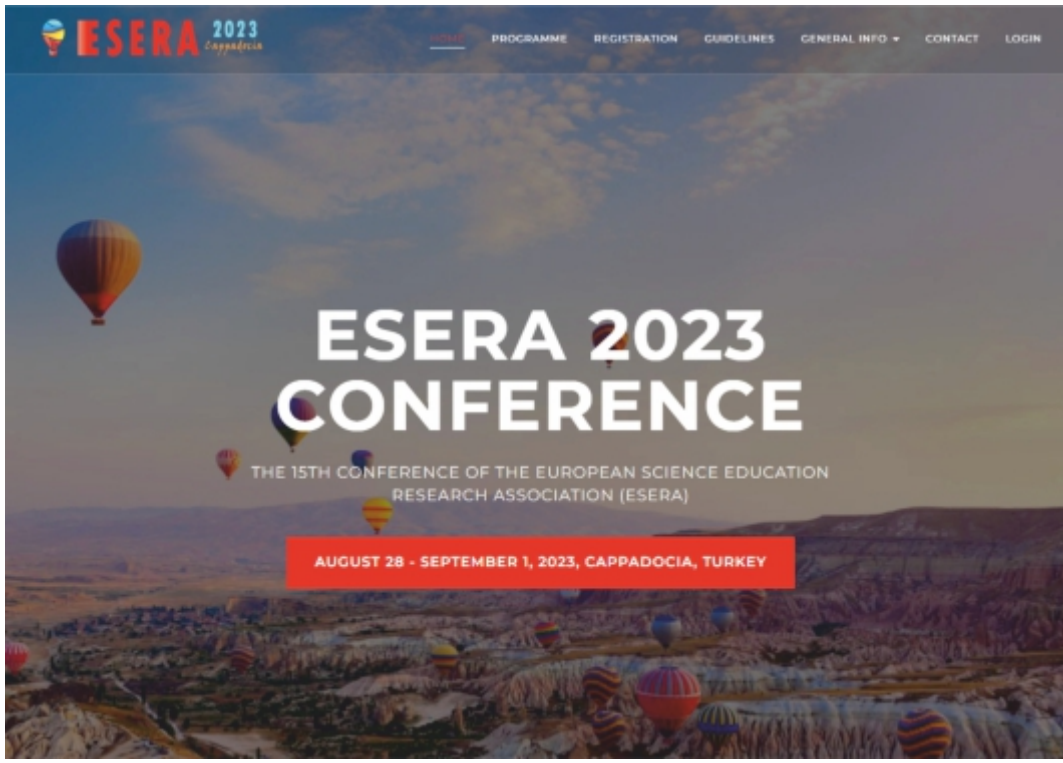 ESERA 2023
Cappadocia
HOME PROGRAMME REGISTRATION GUIDELINES GENERAL INFO CONTACT LOGIN
ESERA 2023
CONFERENCE
THE 15TH CONFERENCE OF THE EUROPEAN SCIENCE EDUCATION
RESEARCH ASSOCIATION (ESERA)
AUGUST 28 - SEPTEMBER 1, 2023, CAPPADOCIA, TURKEY